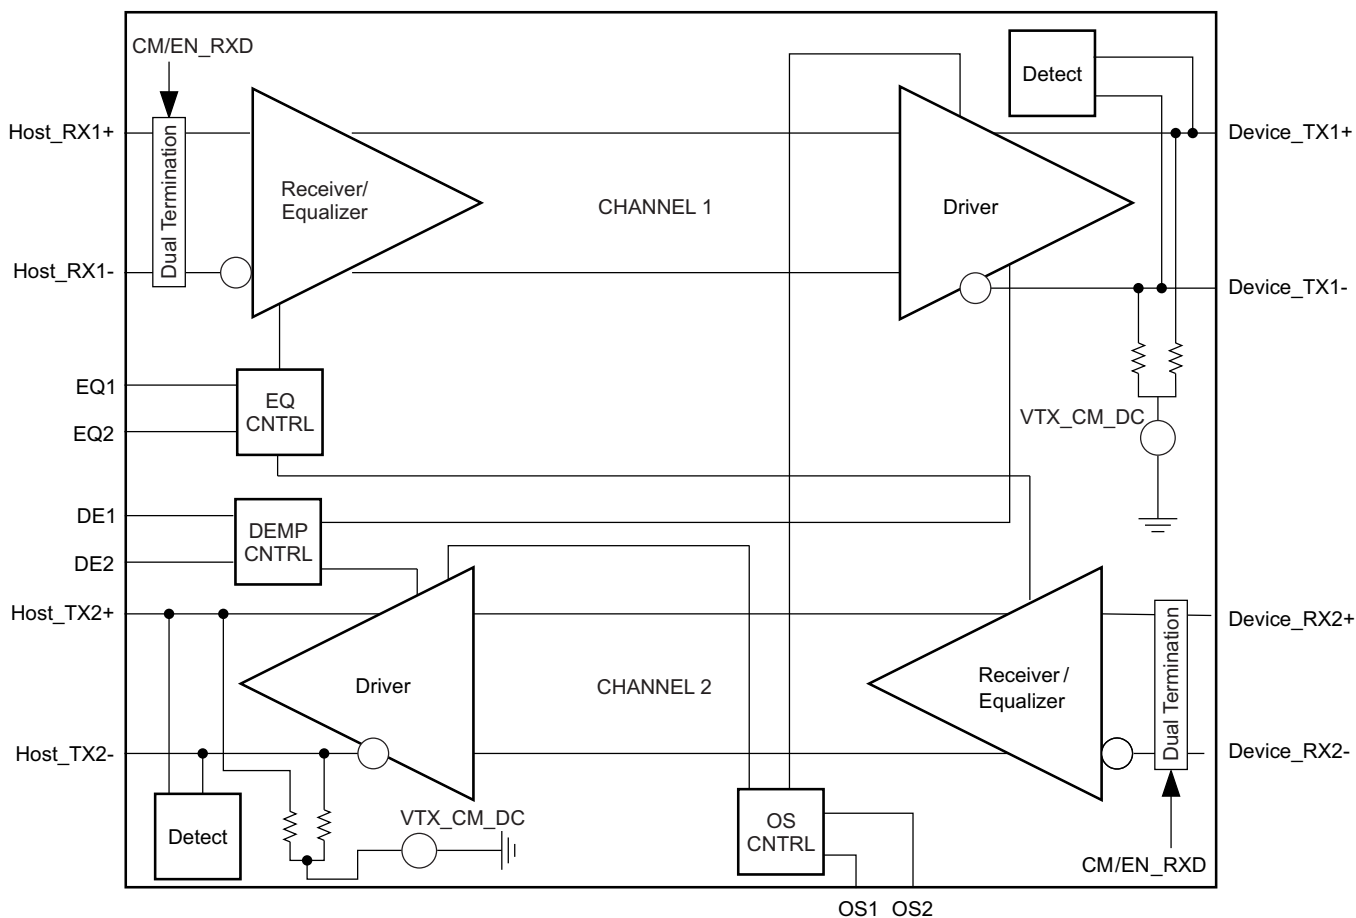 CM/EN_RXD
Detect
Host_RX1+
Device_TX1+
Dual Termination
Receiver/
Equalizer
CHANNEL 1
Driver
Host_RX1-
Device_TX1-
EQ1
EQ
CNTRL
EQ2
VTX_CM_DC
DE1
DEMP
CNTRL
DE2
Host_TX2+
Device_RX2+
Driver
CHANNEL 2
Receiver/
Equalizer
Dual Termination
Host_TX2-
Device_RX2-
Detect
VTX_CM_DC
OS
CNTRL
CM/EN_RXD
OS1 OS2